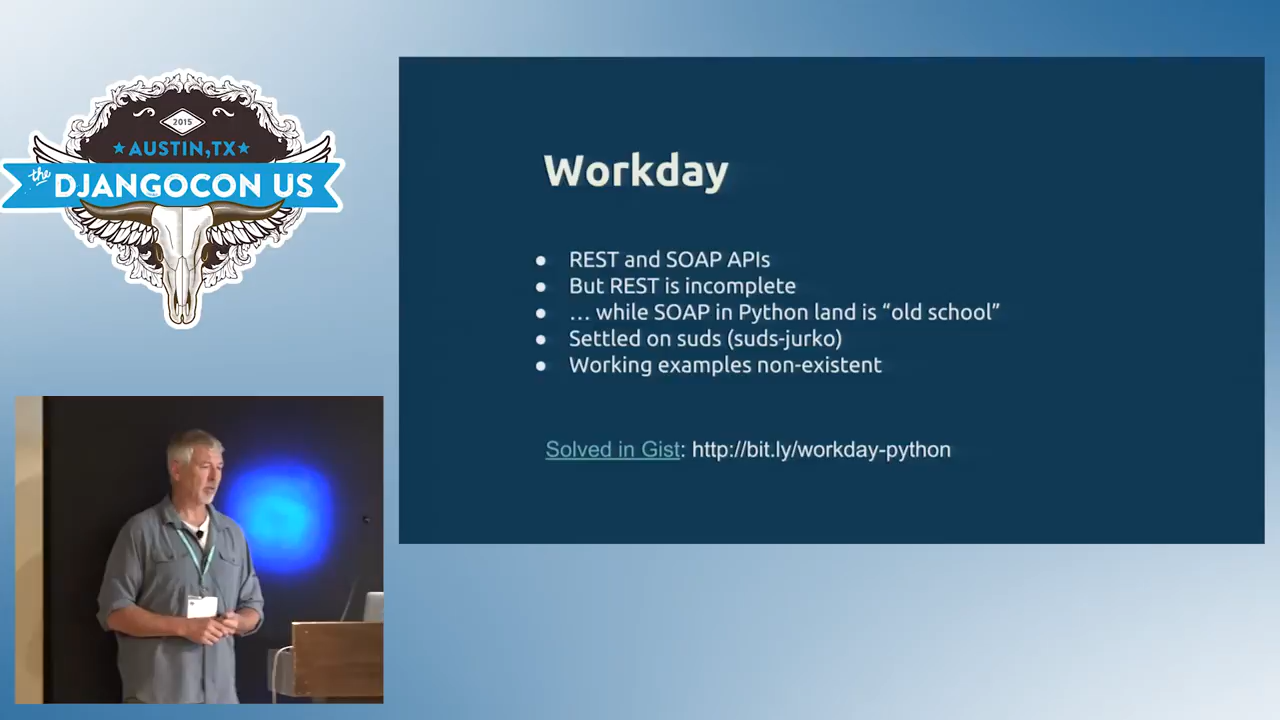 2015
★AUSTIN,TX★
the
DJANGOCON US
Workday
● REST and SOAP APIs
● But REST is incomplete
● … while SOAP in Python land is “old school”
● Settled on suds (suds-jurko)
● Working examples non-existent
Solved in Gist: http://bit.ly/workday-python